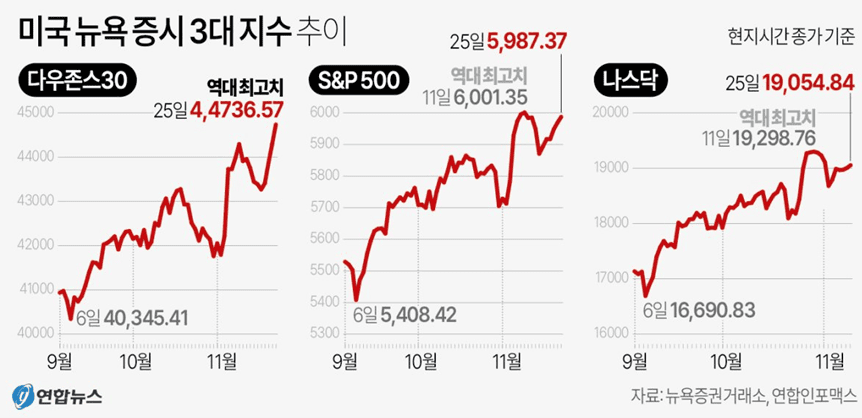 미국 뉴욕 증시 3대 지수 추이
현지시간 종가 기준
다우존스30
역대 최고치
25일 4,4736.57
45000
44000
43000
42000
41000
40000
6일 40,345.41
9월 10월 11월
S&P 500
25일 5,987.37
역대 최고치
11일 6,001.35
6000
5900
5800
5700
5600
5500
5400
5300
6일 5,408.42
9월 10월 11월
나스닥
25일 19,054.84
역대 최고치
11일 19,298.76
20000
19000
18000
17000
16000
6일 16,690.83
9월 10월 11월
y 연합뉴스
자료: 뉴욕증권거래소, 연합인포맥스